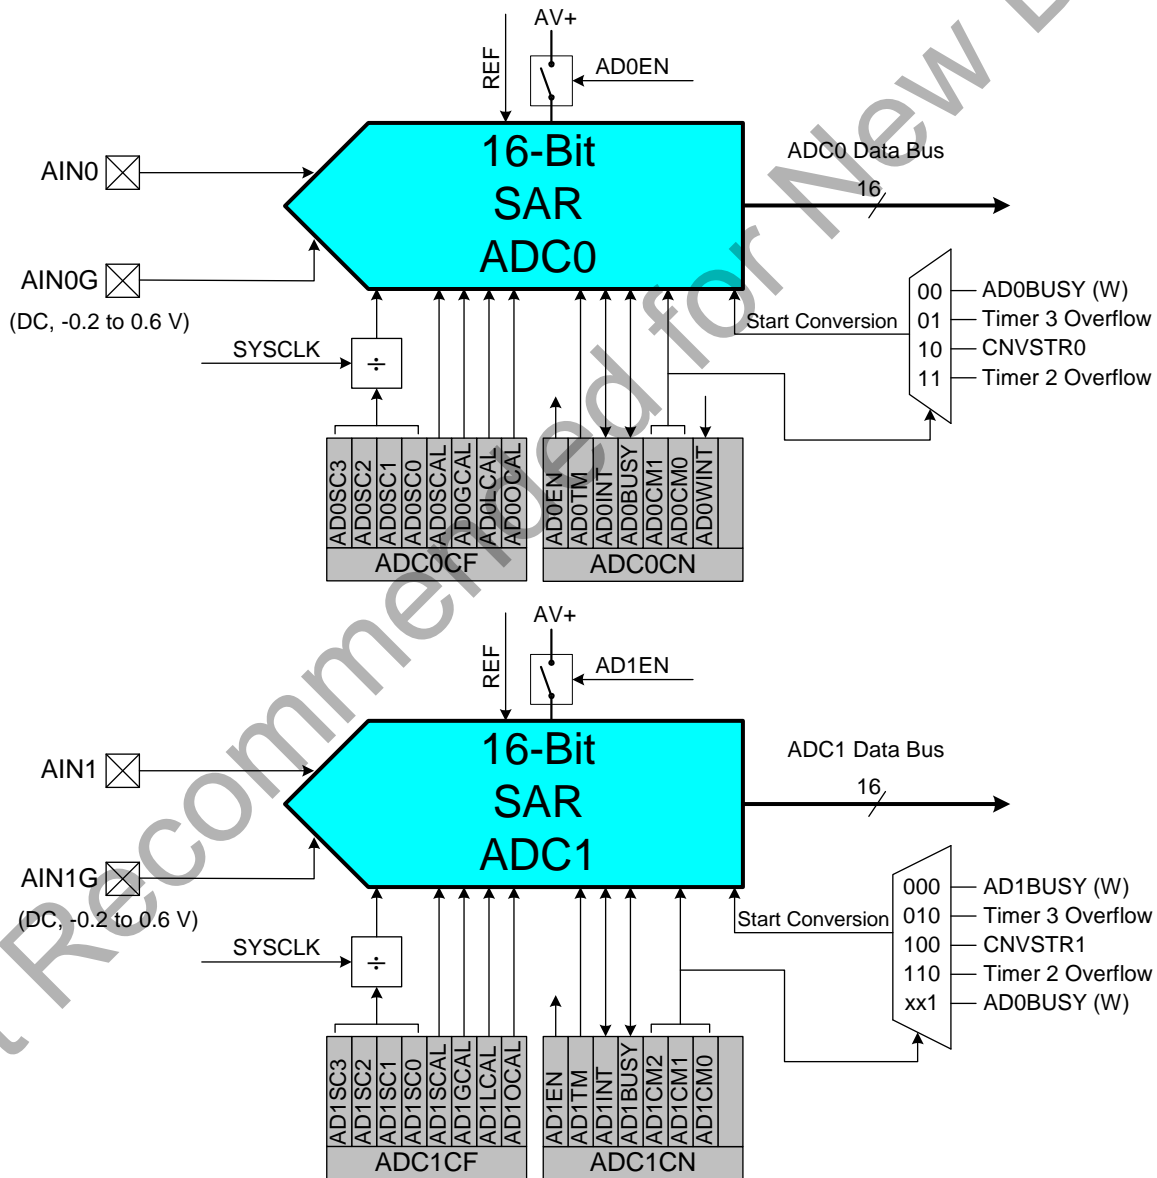 AV+
REF
AD0EN
16-Bit
SAR
ADC0
AIN0
AIN0G
(DC, -0.2 to 0.6 V)
ADC0 Data Bus
16
SYSCLK
÷
Start Conversion
00 AD0BUSY (W)
01 Timer 3 Overflow
10 CNVSTR0
11 Timer 2 Overflow
AD0SC3
AD0SC2
AD0SC1
AD0SC0
AD0SCAL
AD0GCAL
AD0LCAL
AD0OCAL
ADC0CF
AD0EN
AD0TM
AD0INT
AD0BUSY
AD0CM1
AD0CM0
AD0WINT
ADC0CN
AV+
REF
AD1EN
16-Bit
SAR
ADC1
AIN1
AIN1G
(DC, -0.2 to 0.6 V)
ADC1 Data Bus
16
SYSCLK
÷
Start Conversion
000 AD1BUSY (W)
010 Timer 3 Overflow
100 CNVSTR1
110 Timer 2 Overflow
xx1 AD0BUSY (W)
AD1SC3
AD1SC2
AD1SC1
AD1SC0
AD1SCAL
AD1GCAL
AD1LCAL
AD1OCAL
ADC1CF
AD1EN
AD1TM
AD1INT
AD1BUSY
AD1CM2
AD1CM1
AD1CM0
ADC1CN
Recommended for New